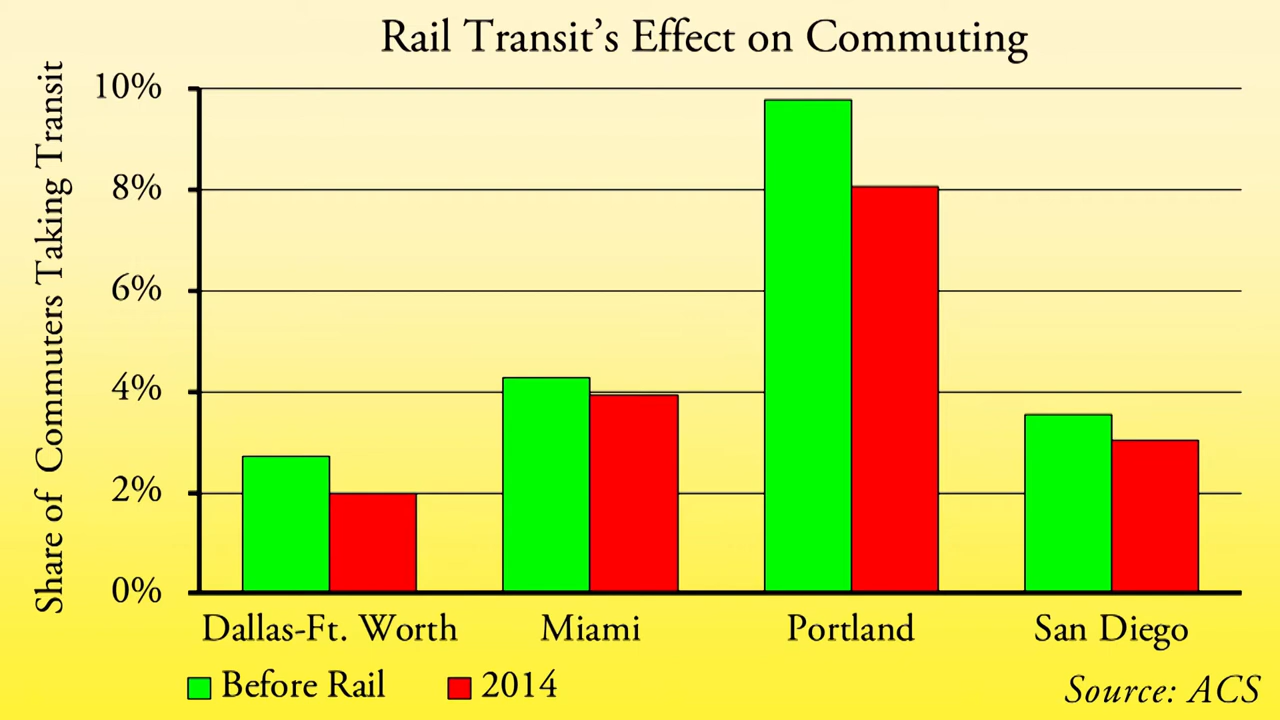 Rail Transit's Effect on Commuting
Share of Commuters Taking Transit
10%
8%
6%
4%
2%
0%
Dallas-Ft. Worth Miami Portland San Diego
Before Rail 2014
Source: ACS